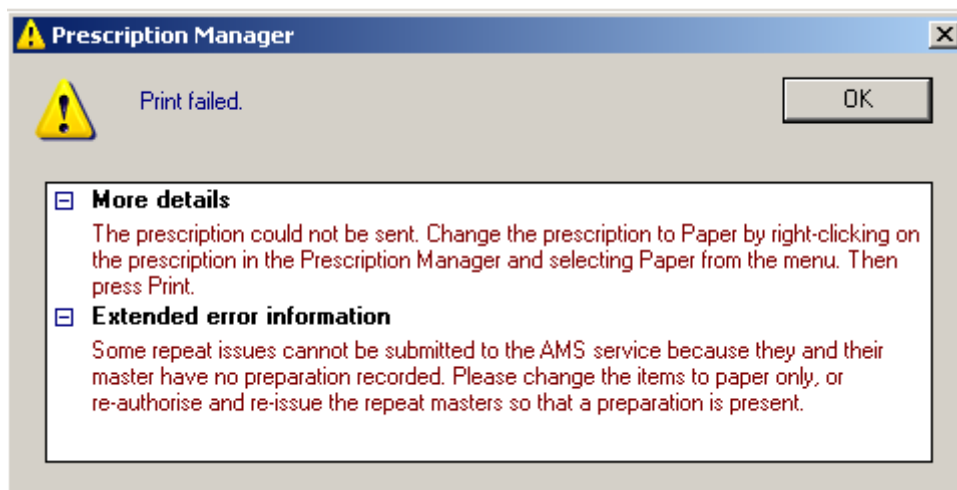 Prescription Manager
Print failed.
OK
More details
The prescription could not be sent. Change the prescription to Paper by right-clicking on
the prescription in the Prescription Manager and selecting Paper from the menu. Then
press Print.
Extended error information
Some repeat issues cannot be submitted to the AMS service because they and their
master have no preparation recorded. Please change the items to paper only, or
re-authorise and re-issue the repeat masters so that a preparation is present.